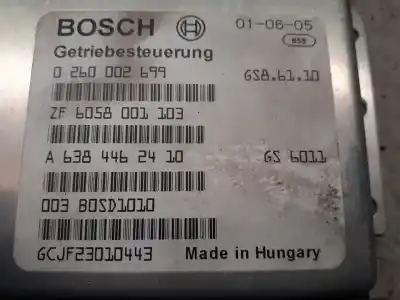 BOSCH 01-06-05
Getriebesteuerung 859
0 260 002 699 GS8.61.10
ZF 6058 001 103
A 638 446 24 10 GS 6011
003 BOSD1010
GCJF23010443 Made in Hungary